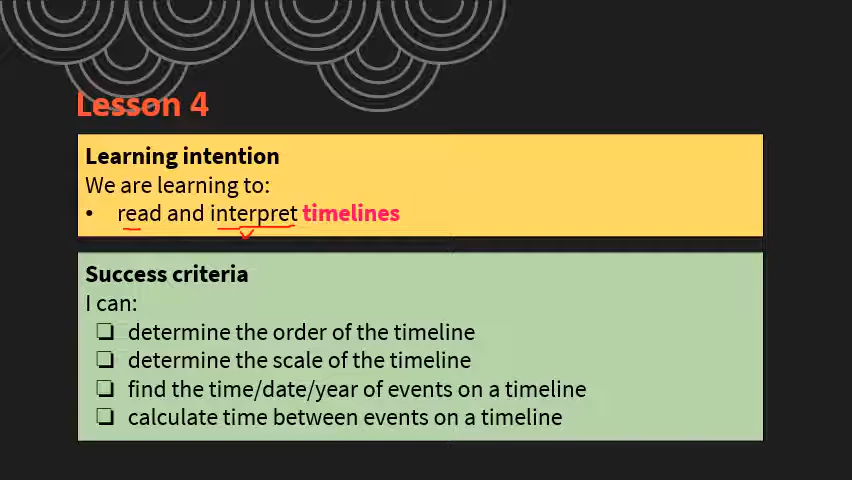 Lesson 4
Learning intention
We are learning to:
• read and interpret timelines
Success criteria
I can:
❏ determine the order of the timeline
❏ determine the scale of the timeline
❏ find the time/date/year of events on a timeline
❏ calculate time between events on a timeline